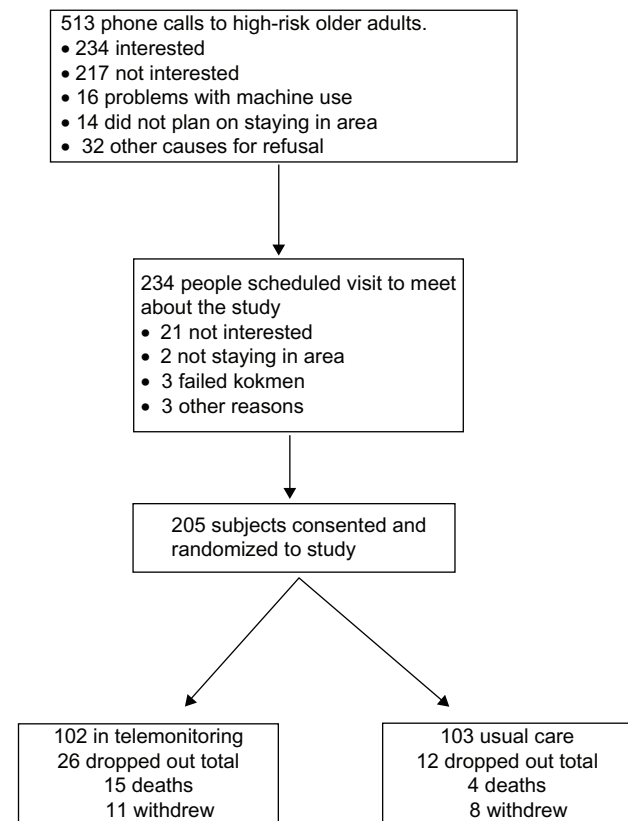 513 phone calls to high-risk older adults.
• 234 interested
• 217 not interested
• 16 problems with machine use
• 14 did not plan on staying in area
• 32 other causes for refusal
234 people scheduled visit to meet
about the study
• 21 not interested
• 2 not staying in area
• 3 failed kokmen
• 3 other reasons
205 subjects consented and
randomized to study
102 in telemonitoring
26 dropped out total
15 deaths
11 withdrew
103 usual care
12 dropped out total
4 deaths
8 withdrew